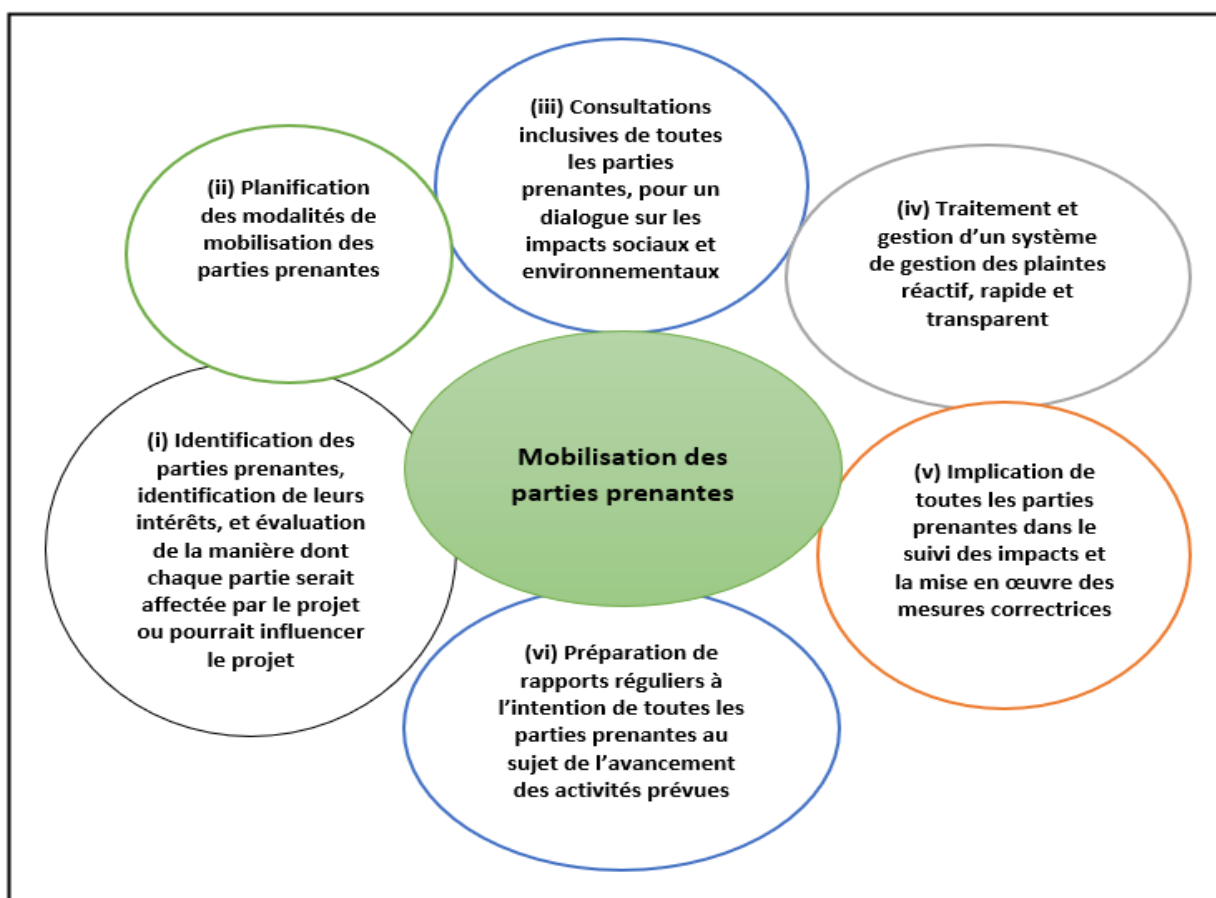 (i) Identification des
parties prenantes,
identification de leurs
intérêts, et évaluation
de la manière dont
chaque partie serait
affectée par le projet
ou pourrait influencer
le projet
(ii) Planification
des modalités de
mobilisation des
parties prenantes
(iii) Consultations
inclusives de toutes
les parties
prenantes, pour un
dialogue sur les
impacts sociaux et
environnementaux
(iv) Traitement et
gestion d’un système
de gestion des plaintes
réactif, rapide et
transparent
(v) Implication de
toutes les parties
prenantes dans le
suivi des impacts et
la mise en œuvre des
mesures correctrices
(vi) Préparation de
rapports réguliers à
l’intention de toutes les
parties prenantes au
sujet de l’avancement
des activités prévues
Mobilisation des
parties prenantes